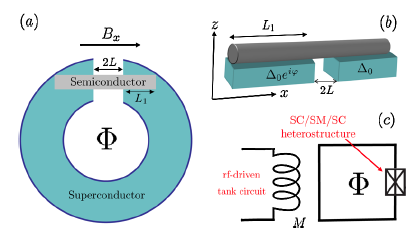 (a)
B_x
2L
Semiconductor
L_1
Φ
Superconductor
(b)
z
L_1
Δ_0e^{iφ}
Δ_0
2L
x
(c)
SC/SM/SC
heterostructure
rf-driven
tank circuit
Φ
M